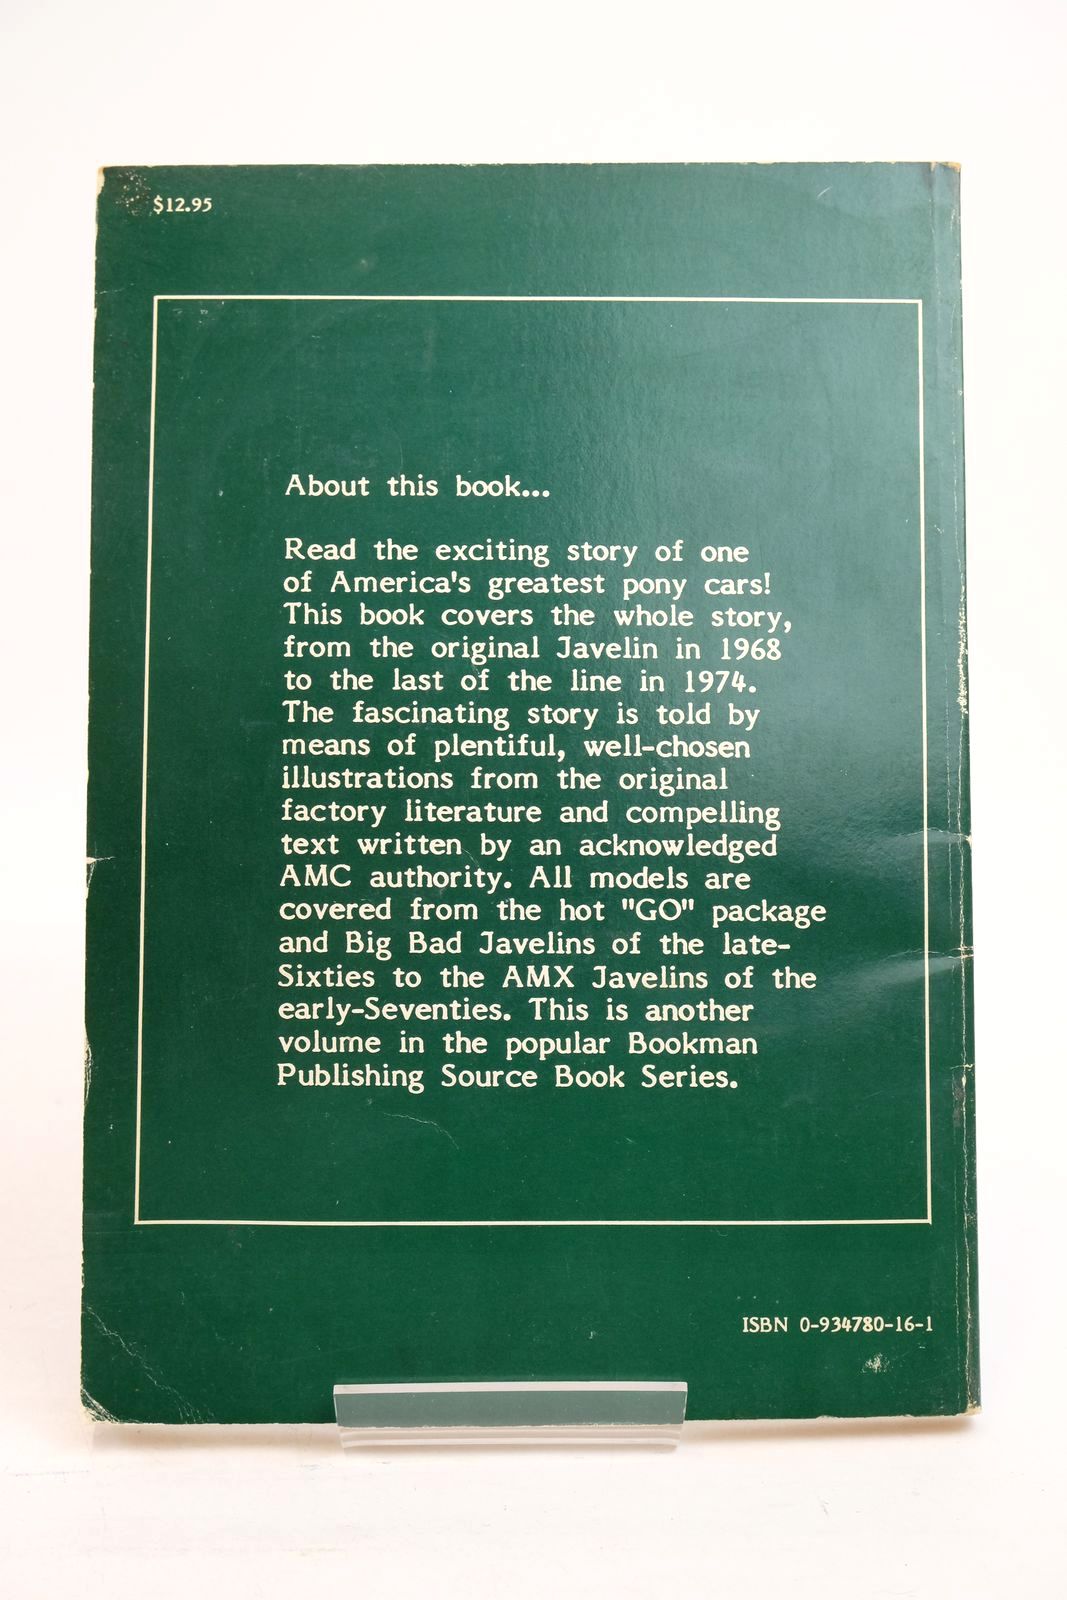 $12.95
About this book...
Read the exciting story of one
of America's greatest pony cars!
This book covers the whole story,
from the original Javelin in 1968
to the last of the line in 1974.
The fascinating story is told by
means of plentiful, well-chosen
illustrations from the original
factory literature and compelling
text written by an acknowledged
AMC authority. All models are
covered from the hot "GO" package
and Big Bad Javelins of the late-
Sixties to the AMX Javelins of the
early-Seventies. This is another
volume in the popular Bookman
Publishing Source Book Series.
ISBN 0-934780-16-1